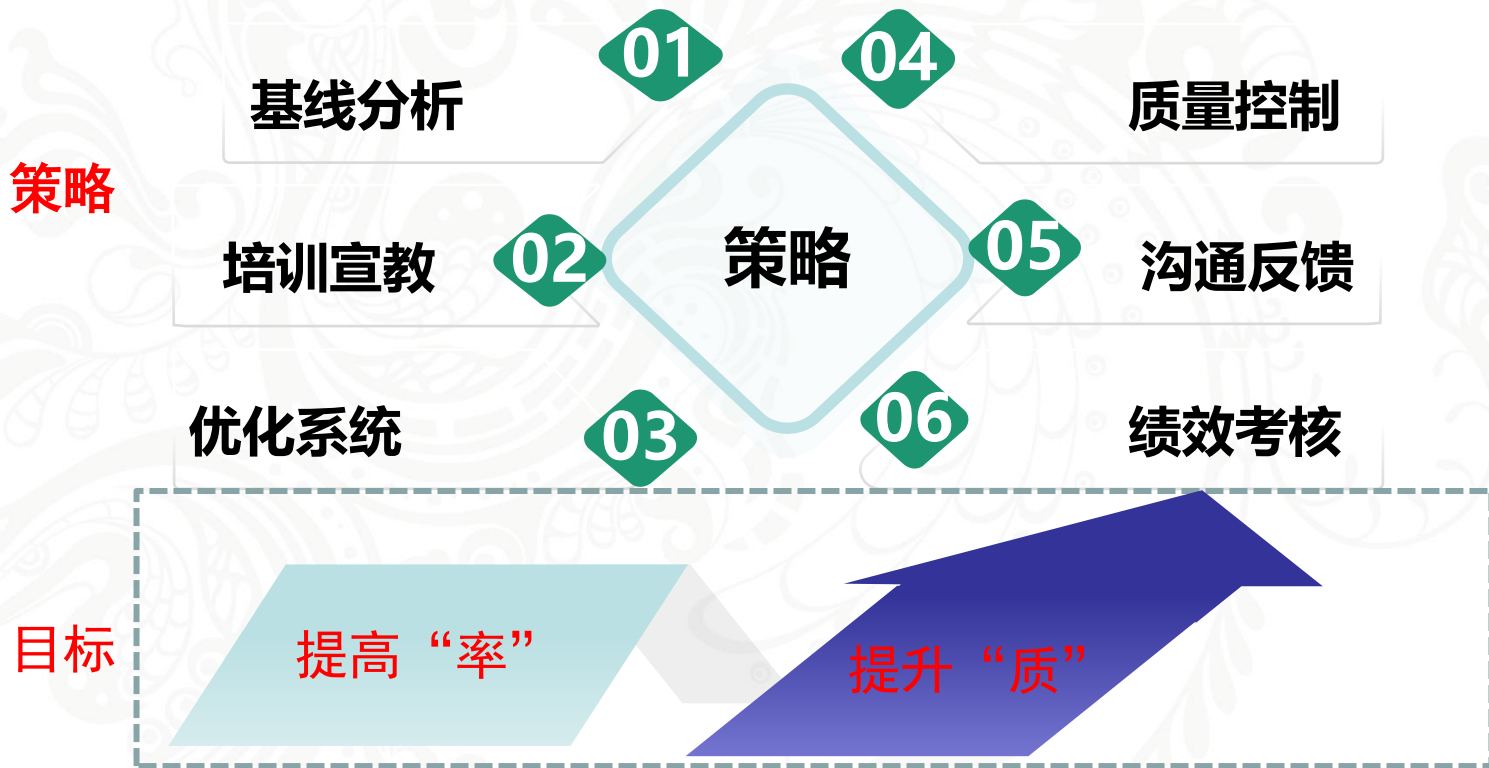 策略
01
基线分析
02
培训宣教
03
优化系统
策略
04
质量控制
05
沟通反馈
06
绩效考核
目标
提高“率”
提升“质”